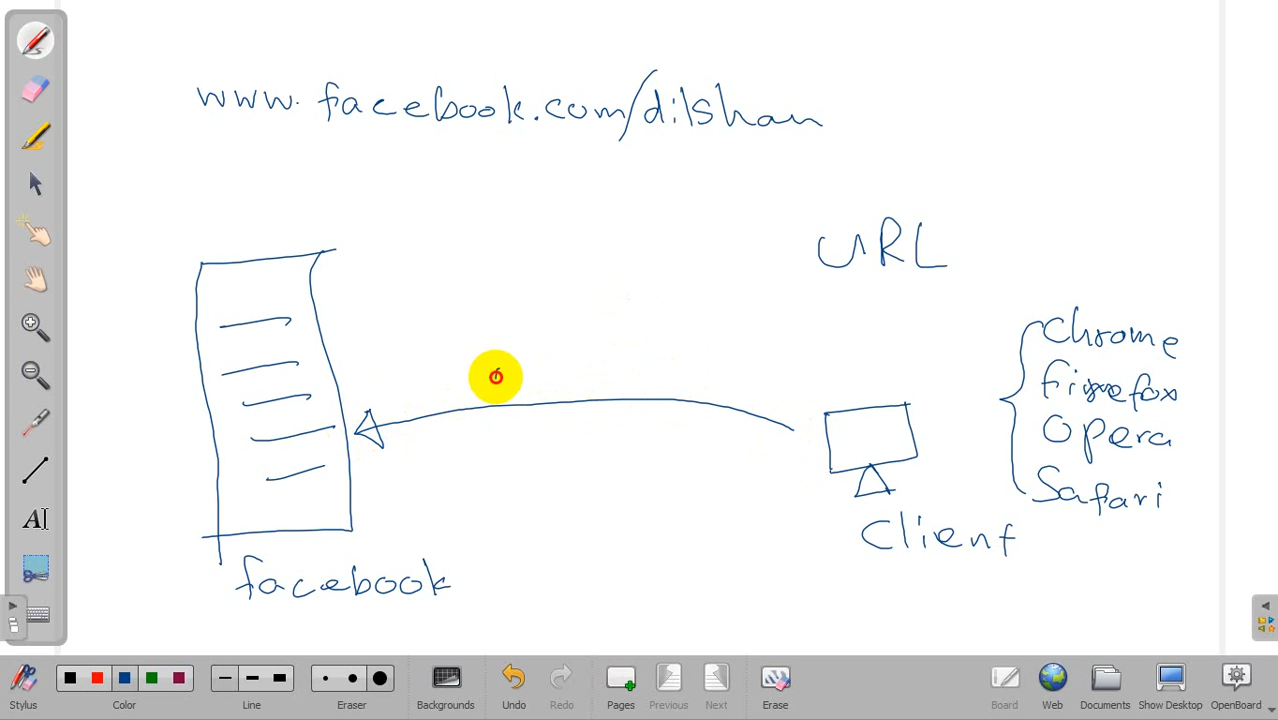 www.facebook.com/dilshan
URL
chrome
firefox
Opera
Safari
Client
facebook
Stylus
Color
Line
Eraser
Backgrounds
Undo
Redo
Pages
Previous
Next
Erase
Board
Web
Documents
Show Desktop
OpenBoard